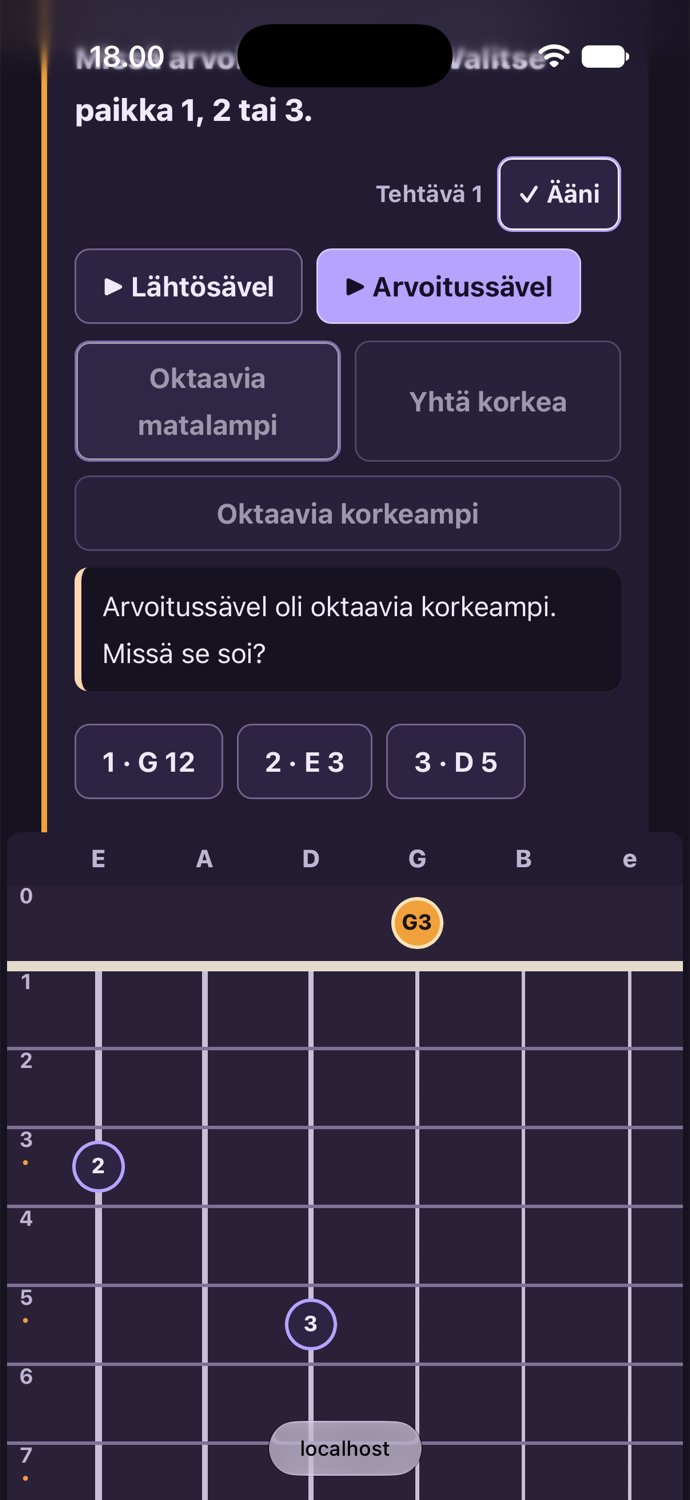 18.00
Valitse
paikka 1, 2 tai 3.
Tehtävä 1
✓ Ääni
▶ Lähtösävel
▶ Arvoitussävel
Oktaavia
matalampi
Yhtä korkea
Oktaavia korkeampi
Arvoitussävel oli oktaavia korkeampi.
Missä se soi?
1 · G 12
2 · E 3
3 · D 5
E A D G B e
0
G3
1
2
3
2
4
5
3
6
7
localhost